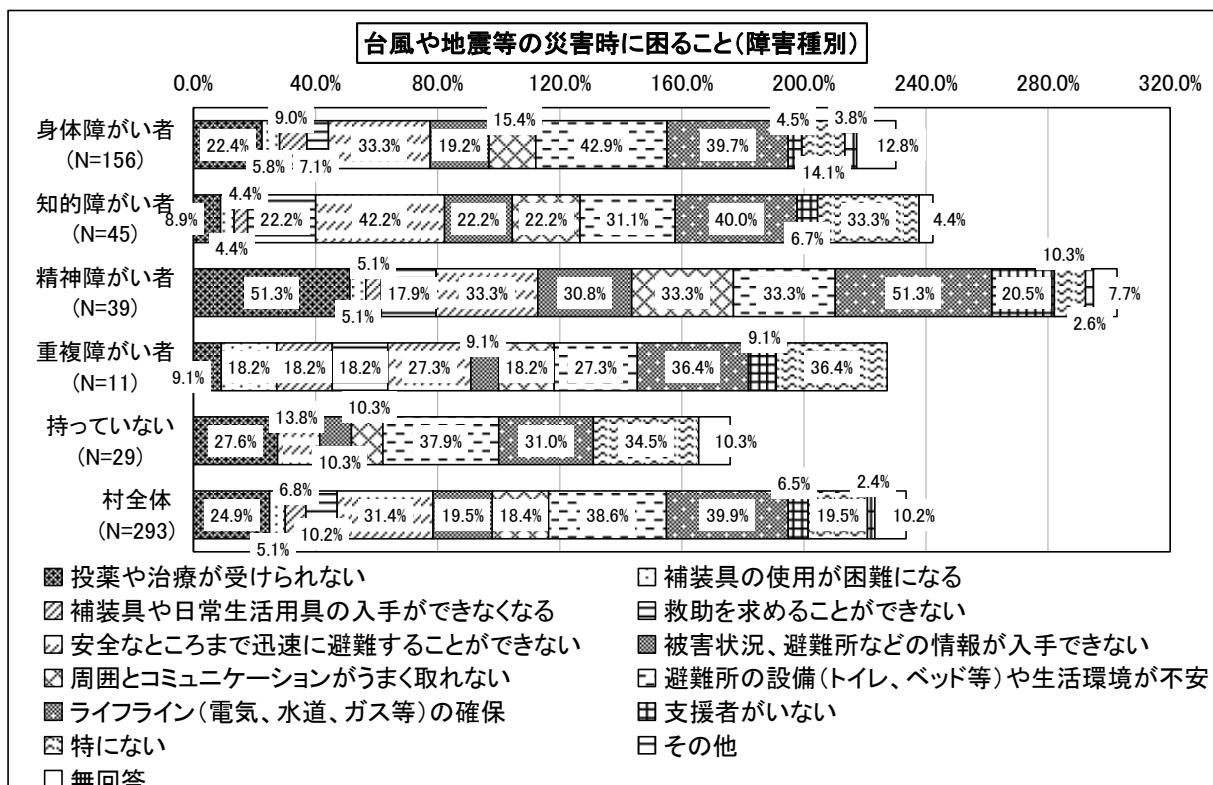 台風や地震等の災害時に困ること(障害種別)
0.0% 40.0% 80.0% 120.0% 160.0% 200.0% 240.0% 280.0% 320.0%
身体障がい者
(N=156)
22.4% 5.8% 9.0% 7.1% 33.3% 19.2% 15.4% 42.9% 39.7% 4.5% 14.1% 3.8% 12.8%
知的障がい者
(N=45)
8.9% 4.4% 4.4% 22.2% 42.2% 22.2% 22.2% 31.1% 40.0% 6.7% 33.3% 4.4%
精神障がい者
(N=39)
51.3% 5.1% 5.1% 17.9% 33.3% 30.8% 33.3% 33.3% 51.3% 20.5% 10.3% 2.6% 7.7%
重複障がい者
(N=11)
9.1% 18.2% 18.2% 18.2% 27.3% 9.1% 18.2% 27.3% 36.4% 9.1% 36.4%
持っていない
(N=29)
27.6% 13.8% 10.3% 10.3% 37.9% 31.0% 34.5% 10.3%
村全体
(N=293)
24.9% 5.1% 6.8% 10.2% 31.4% 19.5% 18.4% 38.6% 39.9% 6.5% 19.5% 2.4% 10.2%
投薬や治療が受けられない
補装具の使用が困難になる
補装具や日常生活用具の入手ができなくなる
救助を求めることができない
安全なところまで迅速に避難することができない
被害状況、避難所などの情報が入手できない
周囲とコミュニケーションがうまく取れない
避難所の設備(トイレ、ベッド等)や生活環境が不安
ライフライン(電気、水道、ガス等)の確保
支援者がいない
特にない
その他
無回答